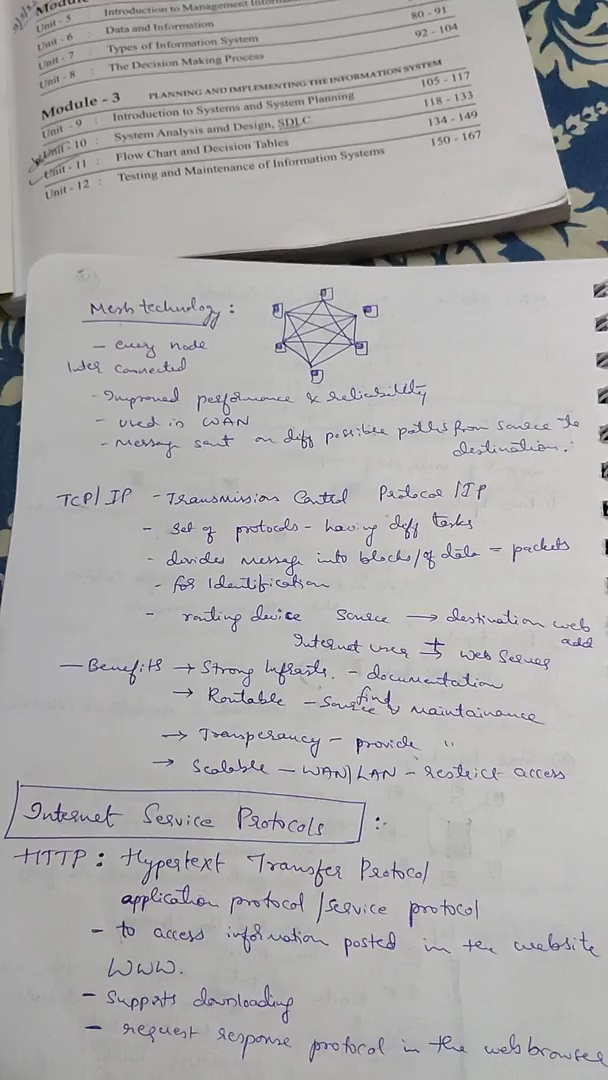 Module
Unit - 5 : Introduction to Management
Unit - 6 : Data and Information 80 - 91
Unit - 7 : Types of Information System 92 - 104
Unit - 8 : The Decision Making Process
Module - 3 PLANNING AND IMPLEMENTING THE INFORMATION SYSTEM
Unit - 9 : Introduction to Systems and System Planning 105 - 117
Unit - 10 : System Analysis amd Design, SDLC 118 - 133
Unit - 11 : Flow Chart and Decision Tables 134 - 149
Unit - 12 : Testing and Maintenance of Information Systems 150 - 167
Mesh technology :
- every node
Inter connected
- Improved performance & reliability
- used in WAN
- Message sent on diff possible paths from source to
destination.
TCP/IP - Transmission Control Protocol /IP
- Set of protocols - having diff tasks
- divides message into blocks/of data = packets
- for Identification
- routing device source → destination web
add
Internet user → Web Server
- Benefits → Strong Infrastr. - documentation
→ Routable - Source find & maintainance
→ Transperancy - provide "
→ Scalable - WAN/LAN - restrict access
Internet Service Protocols :-
HTTP : Hypertext Transfer Protocol
application protocol /service protocol
- to access information posted in the website
WWW.
- Supports downloading
- request response protocol in the web browser